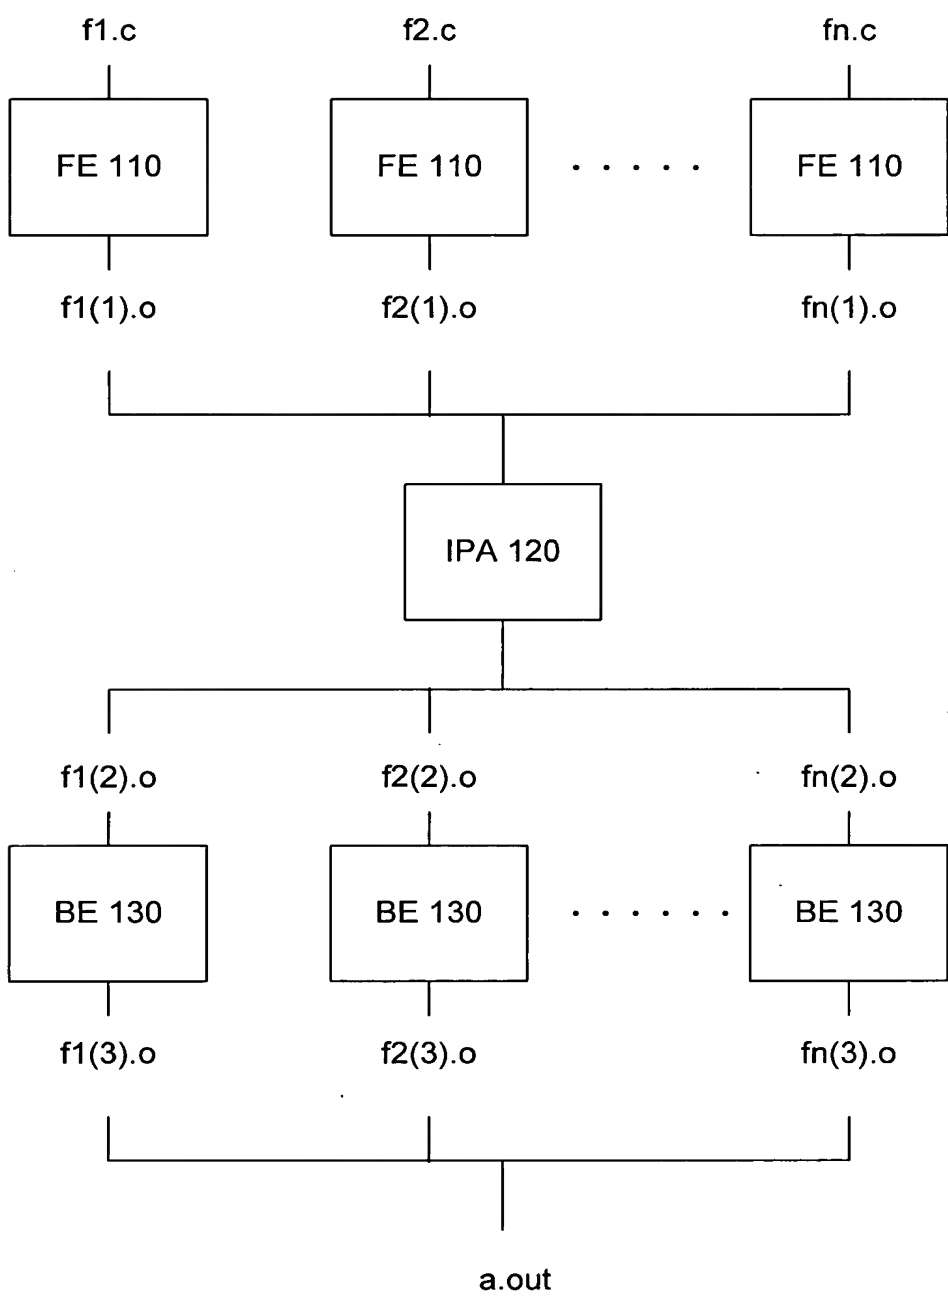 f1.c f2.c fn.c
FE 110 FE 110 . . . . . FE 110
f1(1).o f2(1).o fn(1).o
IPA 120
f1(2).o f2(2).o fn(2).o
BE 130 BE 130 . . . . . . BE 130
f1(3).o f2(3).o fn(3).o
a.out